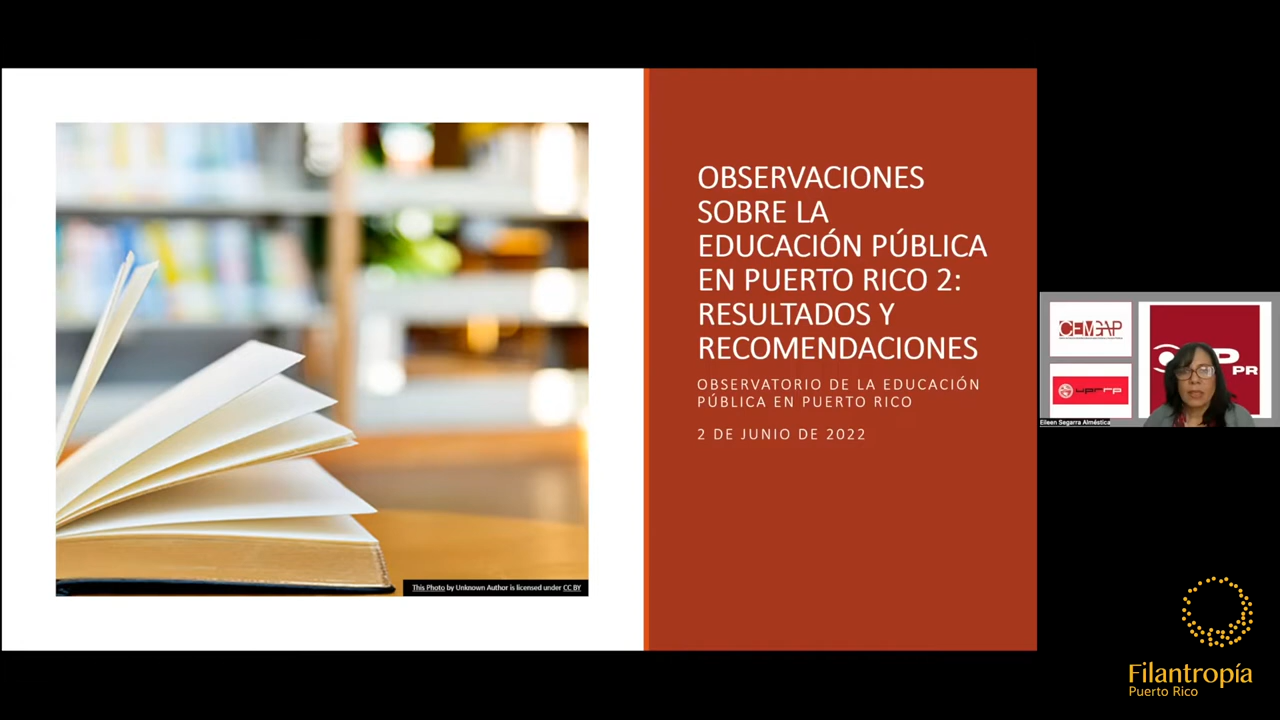 OBSERVACIONES
SOBRE LA
EDUCACIÓN PÚBLICA
EN PUERTO RICO 2:
RESULTADOS Y
RECOMENDACIONES
OBSERVATORIO DE LA EDUCACIÓN
PÚBLICA EN PUERTO RICO
2 DE JUNIO DE 2022
This Photo by Unknown Author is licensed under CC BY
CEMGAP
uprrp
PR
Eileen Segarra Alméstica
Filantropía
Puerto Rico